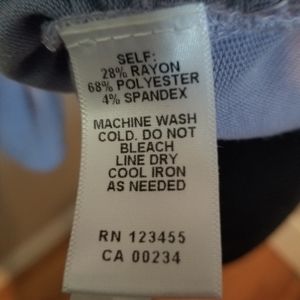 SELF:
28% RAYON
68% POLYESTER
4% SPANDEX
MACHINE WASH
COLD. DO NOT
BLEACH
LINE DRY
COOL IRON
AS NEEDED
RN 123455
CA 00234